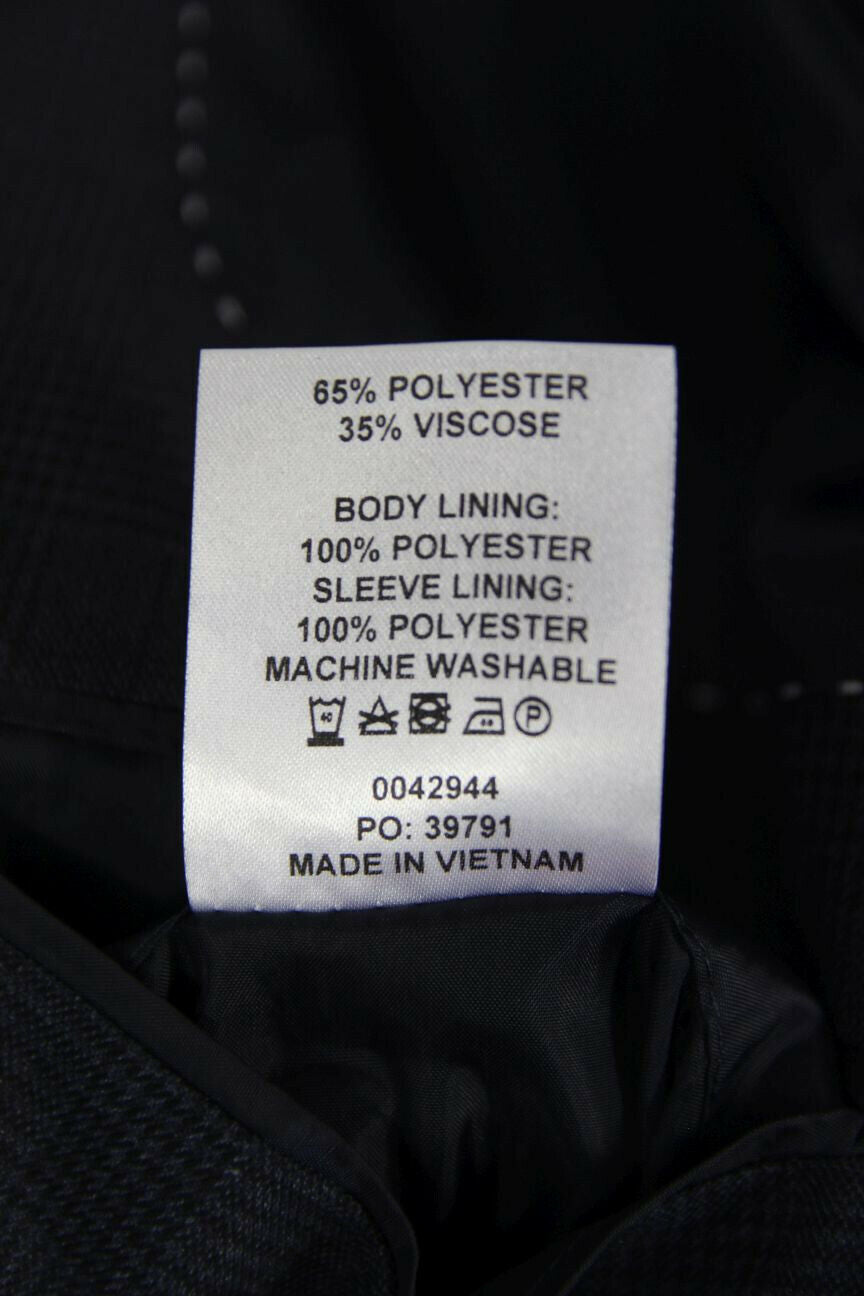 65% POLYESTER
35% VISCOSE
BODY LINING:
100% POLYESTER
SLEEVE LINING:
100% POLYESTER
MACHINE WASHABLE
40 P
0042944
PO: 39791
MADE IN VIETNAM